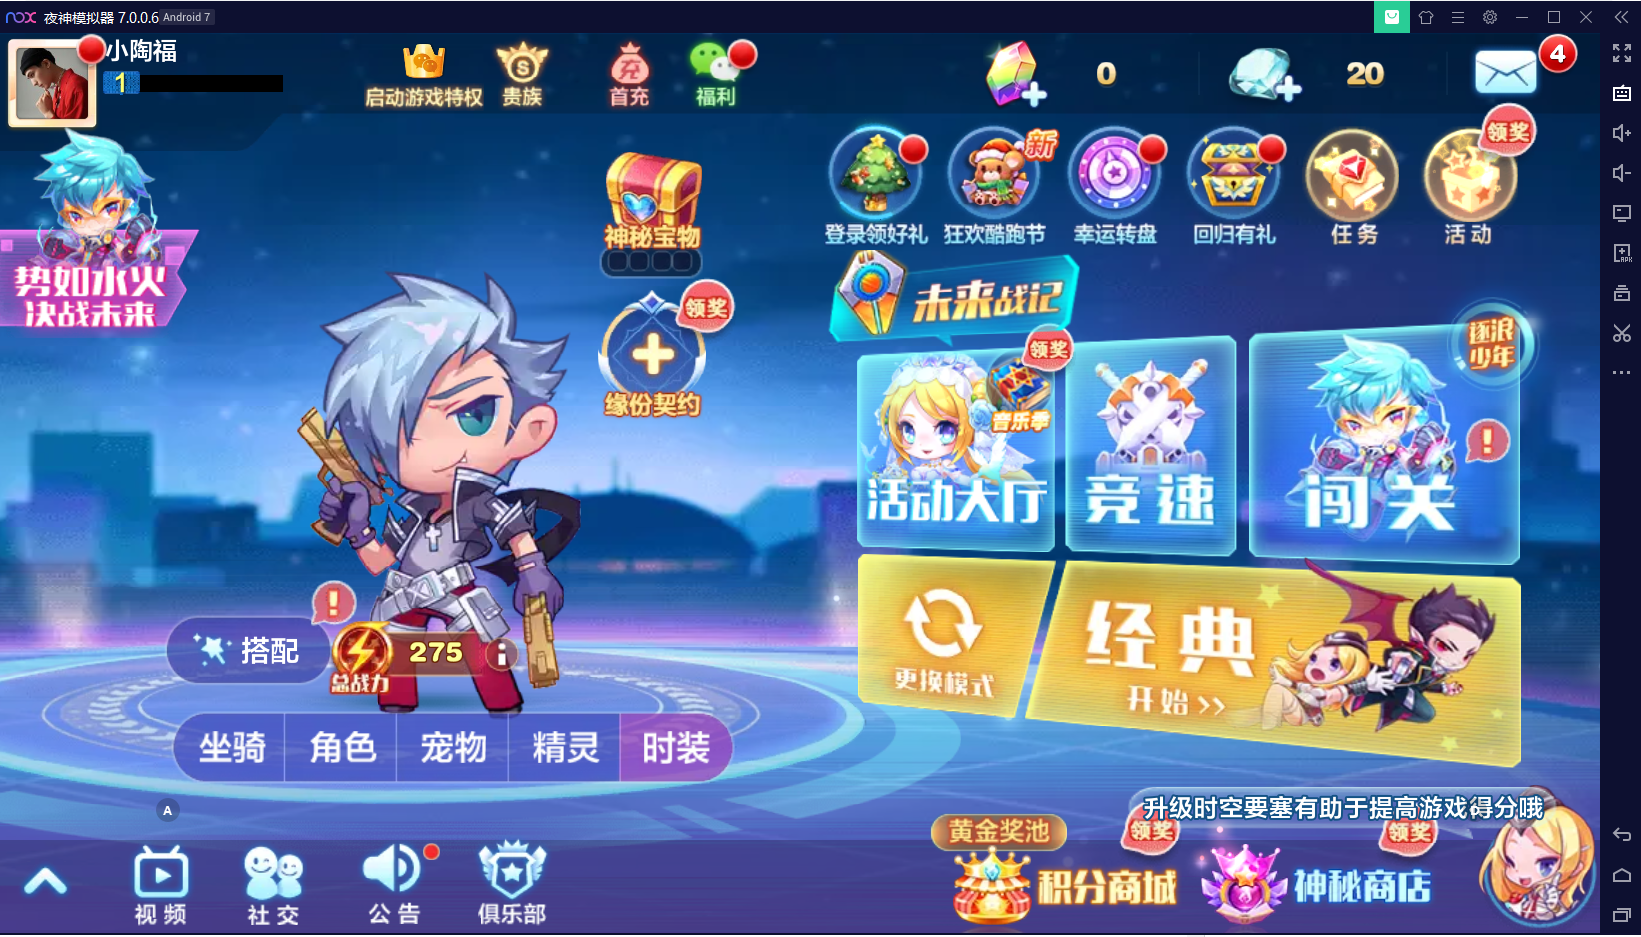 nox 夜神模拟器 7.0.0.6 Android 7
小陶福
1
启动游戏特权
贵族
首充
福利
0
20
4
势如水火
决战未来
神秘宝物
领奖
缘份契约
登录领好礼
新
狂欢酷跑节
幸运转盘
回归有礼
任务
领奖
活动
未来战记
领奖
音乐季
活动大厅
竞速
逐浪
少年
闯关
更换模式
经典
开始>>
搭配
275
总战力
坐骑
角色
宠物
精灵
时装
A
视频
社交
公告
俱乐部
升级时空要塞有助于提高游戏得分哦
黄金奖池
领奖
积分商城
领奖
神秘商店